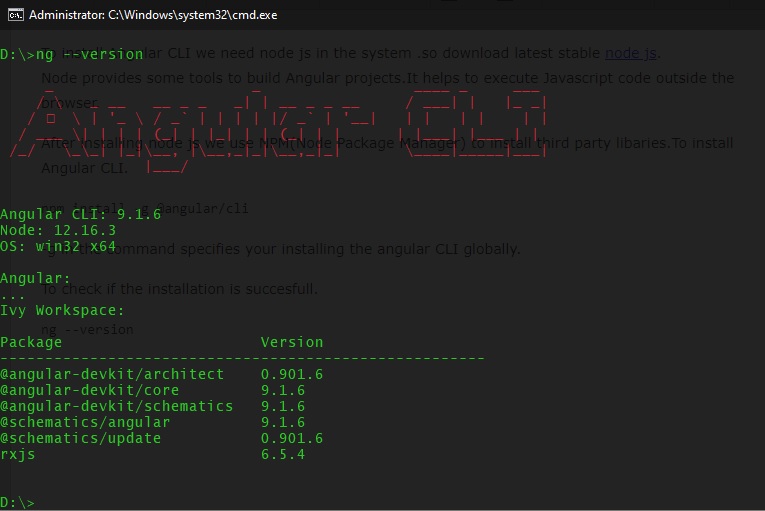 Administrator: C:\Windows\system32\cmd.exe
D:\>ng --version
To install Angular CLI we need node js in the system .so download latest stable node js.
Node provides some tools to build Angular projects.It helps to execute Javascript code outside the
browser.
After installing node js we use NPM(Node Package Manager) to install third party libaries.To install
Angular CLI.
ANGULAR CLI
npm install -g @angular/cli
Angular CLI: 9.1.6
Node: 12.16.3
OS: win32 x64
the command specifies your installing the angular CLI globally.
Angular:
To check if the installation is succesfull.
...
Ivy Workspace:
ng --version
Package Version
------------------------------------------------------
@angular-devkit/architect 0.901.6
@angular-devkit/core 9.1.6
@angular-devkit/schematics 9.1.6
@schematics/angular 9.1.6
@schematics/update 0.901.6
rxjs 6.5.4
D:\>